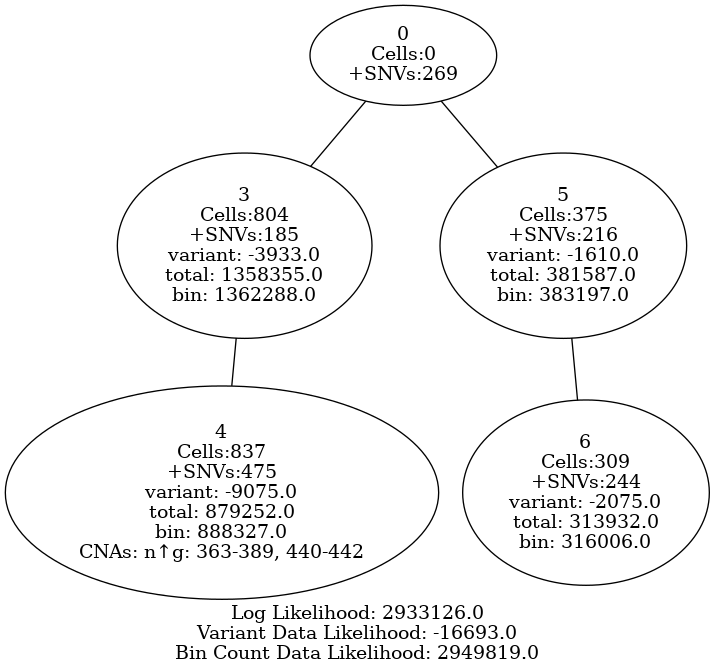 0
Cells:0
+SNVs:269
3
Cells:804
+SNVs:185
variant: -3933.0
total: 1358355.0
bin: 1362288.0
5
Cells:375
+SNVs:216
variant: -1610.0
total: 381587.0
bin: 383197.0
4
Cells:837
+SNVs:475
variant: -9075.0
total: 879252.0
bin: 888327.0
CNAs: n↑g: 363-389, 440-442
6
Cells:309
+SNVs:244
variant: -2075.0
total: 313932.0
bin: 316006.0
Log Likelihood: 2933126.0
Variant Data Likelihood: -16693.0
Bin Count Data Likelihood: 2949819.0